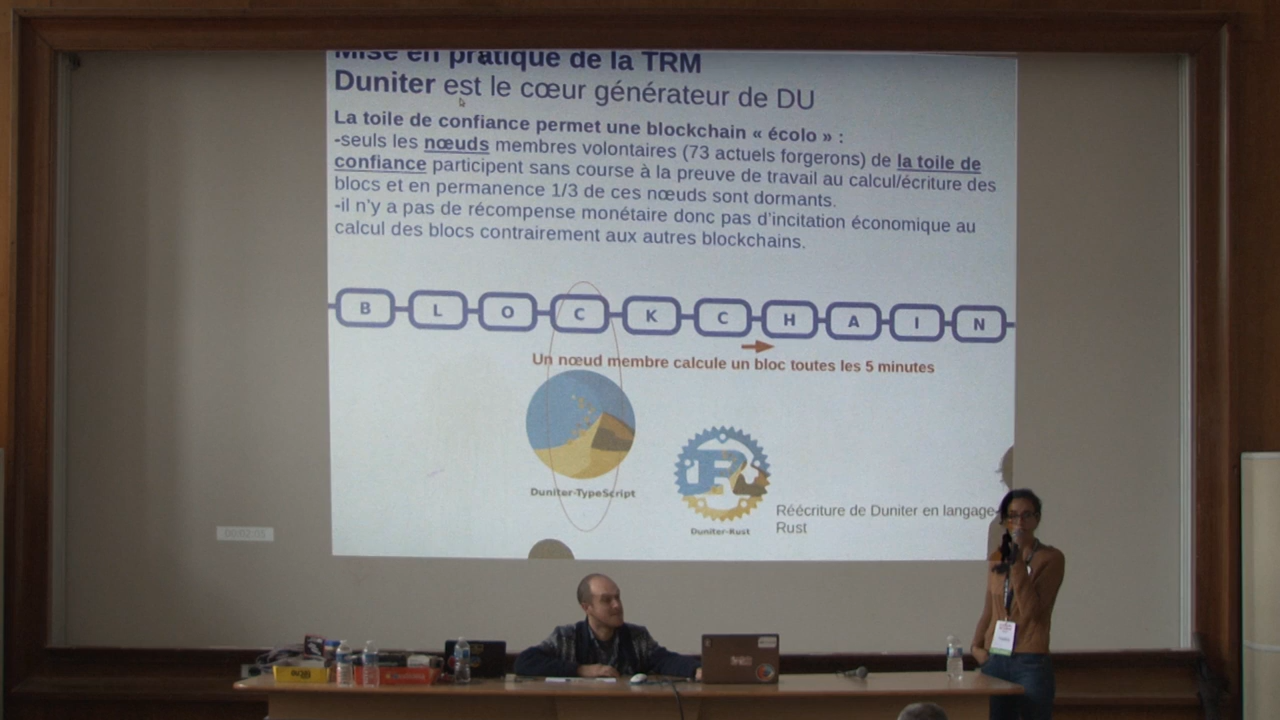 Mise en pratique de la TRM
Duniter est le cœur générateur de DU
La toile de confiance permet une blockchain « écolo » :
-seuls les nœuds membres volontaires (73 actuels forgerons) de la toile de
confiance participent sans course à la preuve de travail au calcul/écriture des
blocs et en permanence 1/3 de ces nœuds sont dormants.
-il n'y a pas de récompense monétaire donc pas d'incitation économique au
calcul des blocs contrairement aux autres blockchains.
B L O C K C H A I N
Un nœud membre calcule un bloc toutes les 5 minutes
Duniter-TypeScript
R
Duniter-Rust
Réécriture de Duniter en langage
Rust
00:02:05